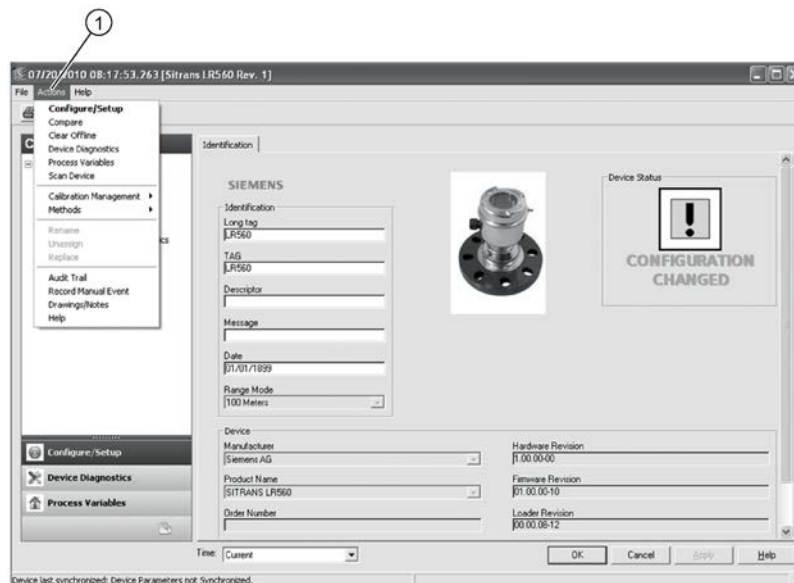 1
07/20/2010 08:17:53.263 [Sitrans LR560 Rev. 1]
File Actions Help
Configure/Setup
Compare
Clear Offline
Device Diagnostics
Process Variables
Scan Device
Calibration Management
Methods
Rename
Unassign
Replace
Audit Trail
Record Manual Event
Drawings/Notes
Help
C
cs
Identification
SIEMENS
Identification
Long tag
LR560
TAG
LR560
Descriptor
Message
Date
01/01/1899
Range Mode
100 Meters
Device Status
!
CONFIGURATION
CHANGED
Device
Manufacturer
Siemens AG
Product Name
SITRANS LR560
Order Number
Hardware Revision
1.00.00-00
Firmware Revision
01.00.00-10
Loader Revision
00.00.08-12
Configure/Setup
Device Diagnostics
Process Variables
Time: Current
OK Cancel Apply Help
Device last synchronized: Device Parameters not Synchronized.